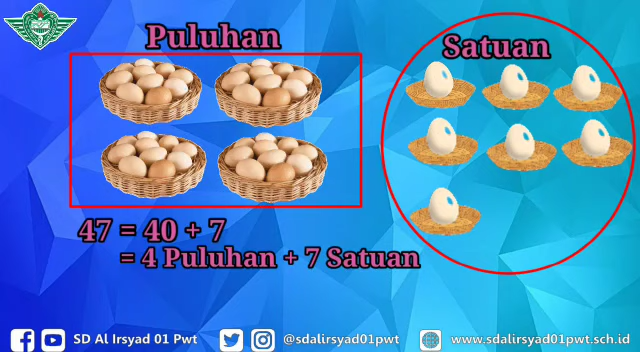 Puluhan
Satuan
47 = 40 + 7
= 4 Puluhan + 7 Satuan
SD Al Irsyad 01 Pwt
@sdalirsyad01pwt
www.sdalirsyad01pwt.sch.id